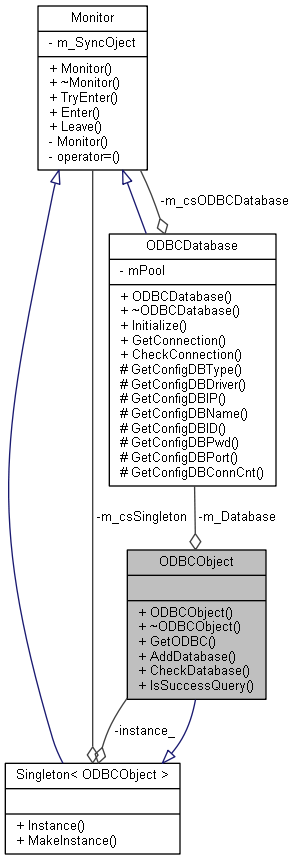 Monitor
- m_SyncOject
+ Monitor()
+ ~Monitor()
+ TryEnter()
+ Enter()
+ Leave()
- Monitor()
- operator=()
-m_csODBCDatabase
ODBCDatabase
- mPool
+ ODBCDatabase()
+ ~ODBCDatabase()
+ Initialize()
+ GetConnection()
+ CheckConnection()
# GetConfigDBType()
# GetConfigDBDriver()
# GetConfigDBIP()
# GetConfigDBName()
# GetConfigDBID()
# GetConfigDBPwd()
# GetConfigDBPort()
# GetConfigDBConnCnt()
-m_csSingleton
-m_Database
ODBCObject
+ ODBCObject()
+ ~ODBCObject()
+ GetODBC()
+ AddDatabase()
+ CheckDatabase()
+ IsSuccessQuery()
-instance_
Singleton< ODBCObject >
+ Instance()
+ MakeInstance()